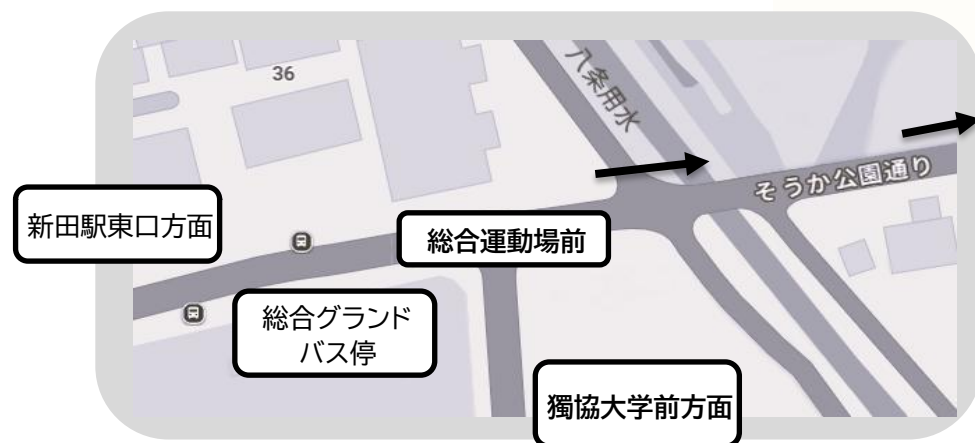 36
八条用水
そうか公園通り
新田駅東口方面
総合運動場前
総合グランド
バス停
獨協大学前方面